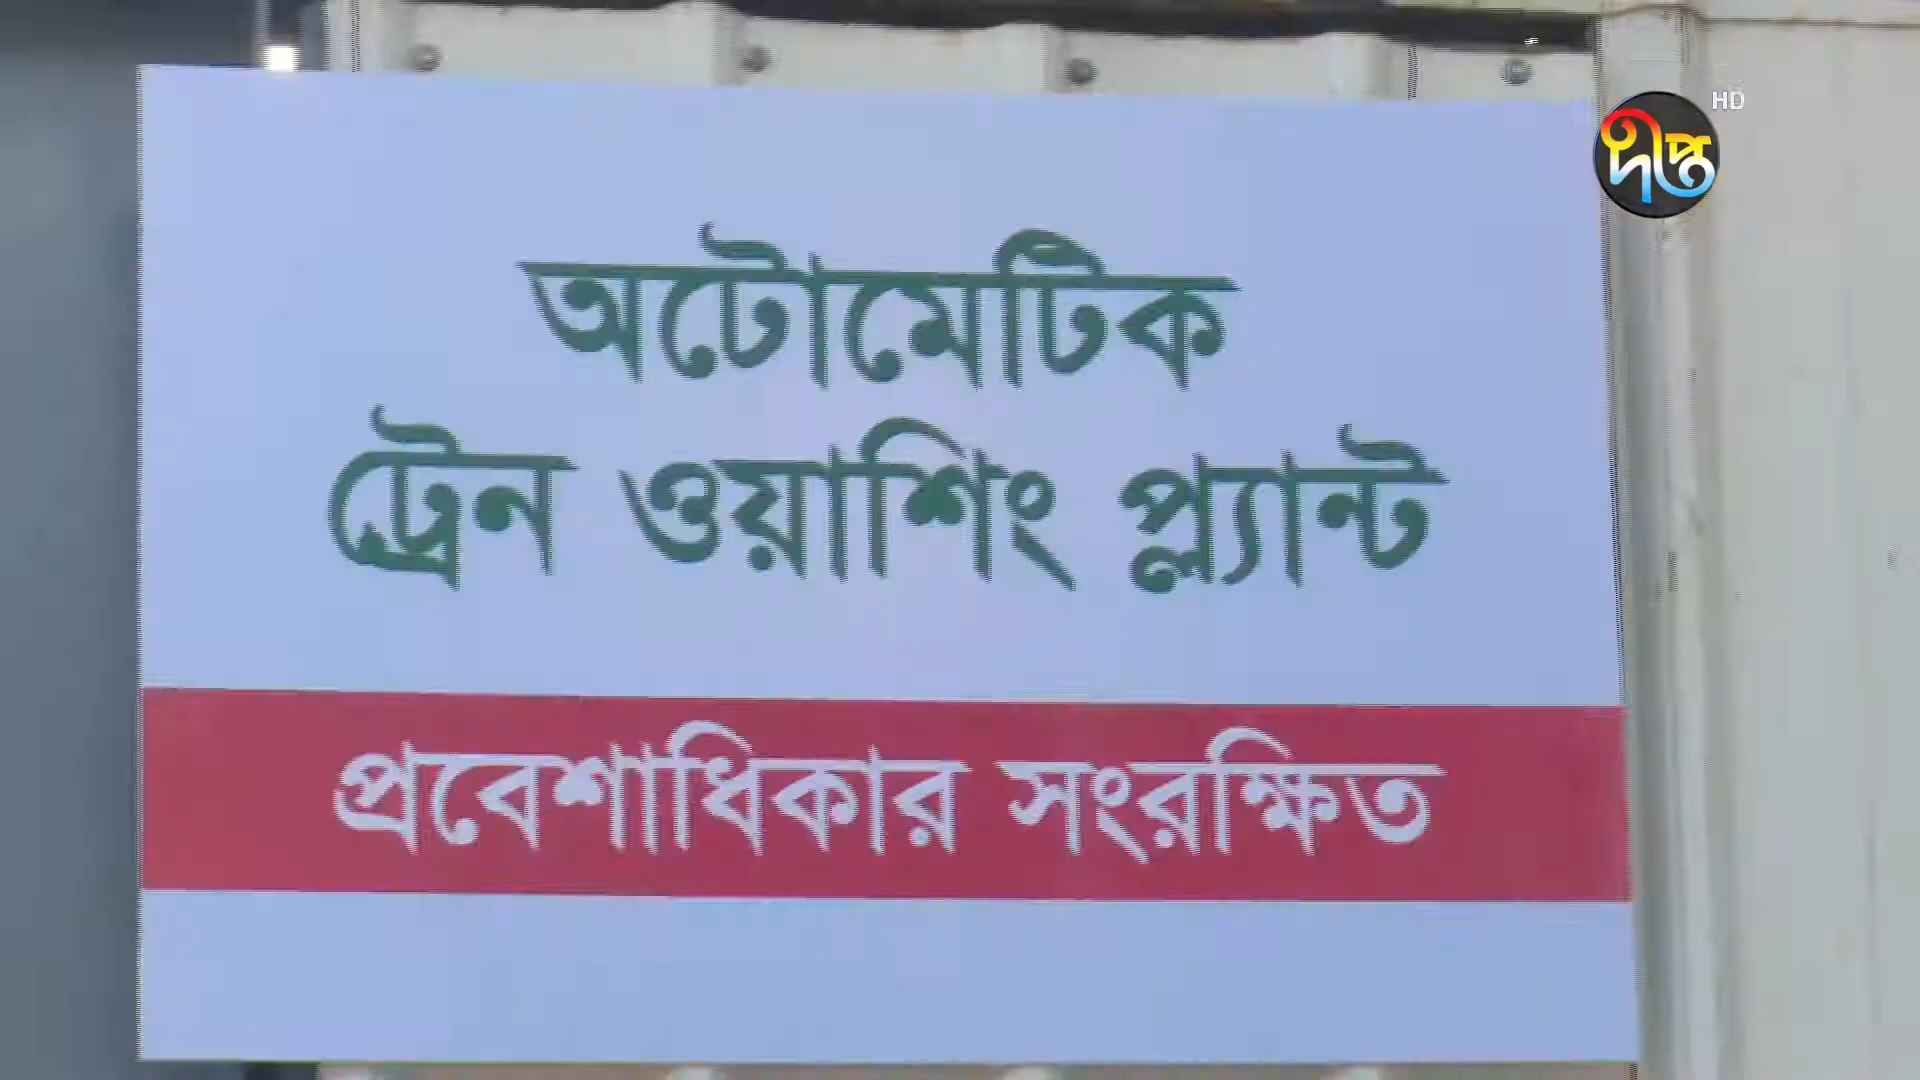 HD
দীপ্ত
অটোমেটিক
ট্রেন ওয়াশিং প্ল্যান্ট
প্রবেশাধিকার সংরক্ষিত